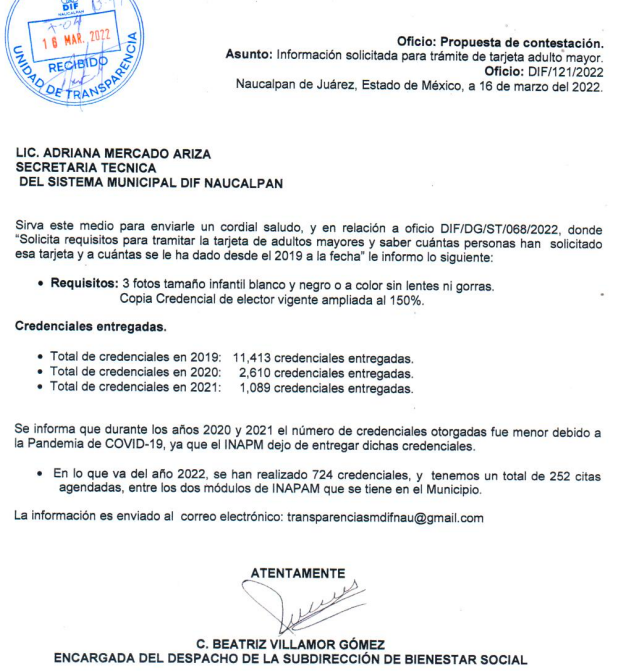 DIF
NAUCALPAN
16 MAR. 2022
RECIBIDO
UNIDAD DE TRANSPARENCIA
Oficio: Propuesta de contestación.
Asunto: Información solicitada para trámite de tarjeta adulto mayor.
Oficio: DIF/121/2022
Naucalpan de Juárez, Estado de México, a 16 de marzo del 2022.
LIC. ADRIANA MERCADO ARIZA
SECRETARIA TECNICA
DEL SISTEMA MUNICIPAL DIF NAUCALPAN
Sirva este medio para enviarle un cordial saludo, y en relación a oficio DIF/DG/ST/068/2022, donde
“Solicita requisitos para tramitar la tarjeta de adultos mayores y saber cuántas personas han solicitado
esa tarjeta y a cuántas se le ha dado desde el 2019 a la fecha” le informo lo siguiente:
• Requisitos: 3 fotos tamaño infantil blanco y negro o a color sin lentes ni gorras.
Copia Credencial de elector vigente ampliada al 150%.
Credenciales entregadas.
• Total de credenciales en 2019: 11,413 credenciales entregadas.
• Total de credenciales en 2020: 2,610 credenciales entregadas.
• Total de credenciales en 2021: 1,089 credenciales entregadas.
Se informa que durante los años 2020 y 2021 el número de credenciales otorgadas fue menor debido a
la Pandemia de COVID-19, ya que el INAPM dejo de entregar dichas credenciales.
• En lo que va del año 2022, se han realizado 724 credenciales, y tenemos un total de 252 citas
agendadas, entre los dos módulos de INAPAM que se tiene en el Municipio.
La información es enviado al correo electrónico: transparenciasmdifnau@gmail.com
ATENTAMENTE
C. BEATRIZ VILLAMOR GÓMEZ
ENCARGADA DEL DESPACHO DE LA SUBDIRECCIÓN DE BIENESTAR SOCIAL